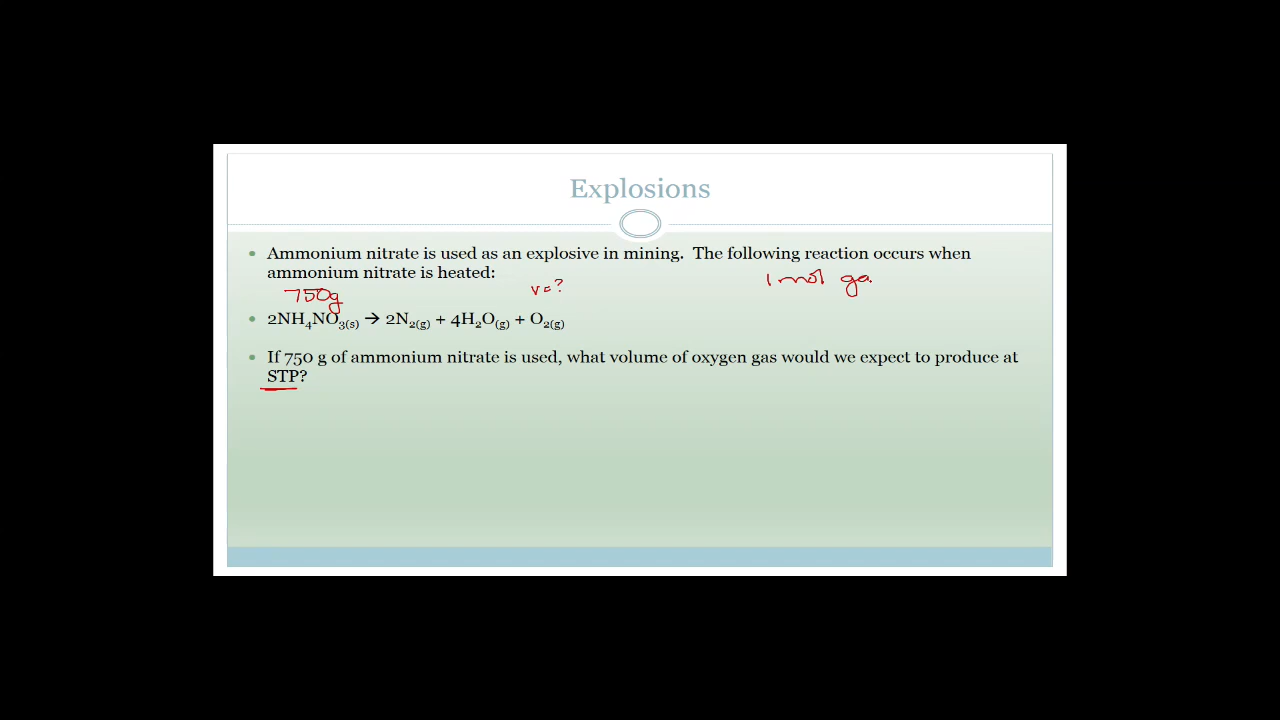 Explosions
Ammonium nitrate is used as an explosive in mining. The following reaction occurs when
ammonium nitrate is heated:
1 mol ga
750g
v=?
2NH₄NO₃(s) → 2N₂(g) + 4H₂O(g) + O₂(g)
If 750 g of ammonium nitrate is used, what volume of oxygen gas would we expect to produce at
STP?